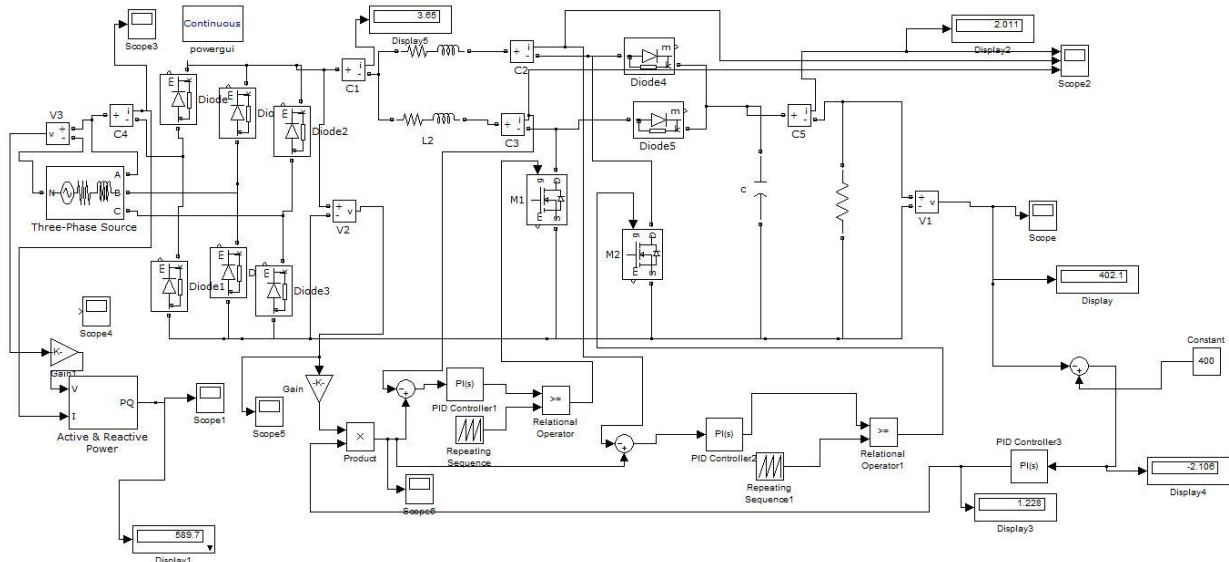 Continuous
powergui
Scope3
3.65
Display5
2.011
Display2
Scope2
Diode
Diode2
V3
C4
C1
C2
Diode4
L2
C3
Diode5
C5
A
N
B
C
Three-Phase Source
V2
M1
M2
c
V1
Scope
Diode1
D
Diode3
402.1
Display
Scope4
Constant
400
-K-
Gain1
V
I
PQ
Active & Reactive
Power
Scope1
Scope5
Gain
-K-
Product
PI(s)
PID Controller1
Repeating
Sequence
>=
Relational
Operator
Scope6
PI(s)
PID Controller2
Repeating
Sequence1
>=
Relational
Operator1
PID Controller3
PI(s)
-2.106
Display4
1.228
Display3
589.7
Display1